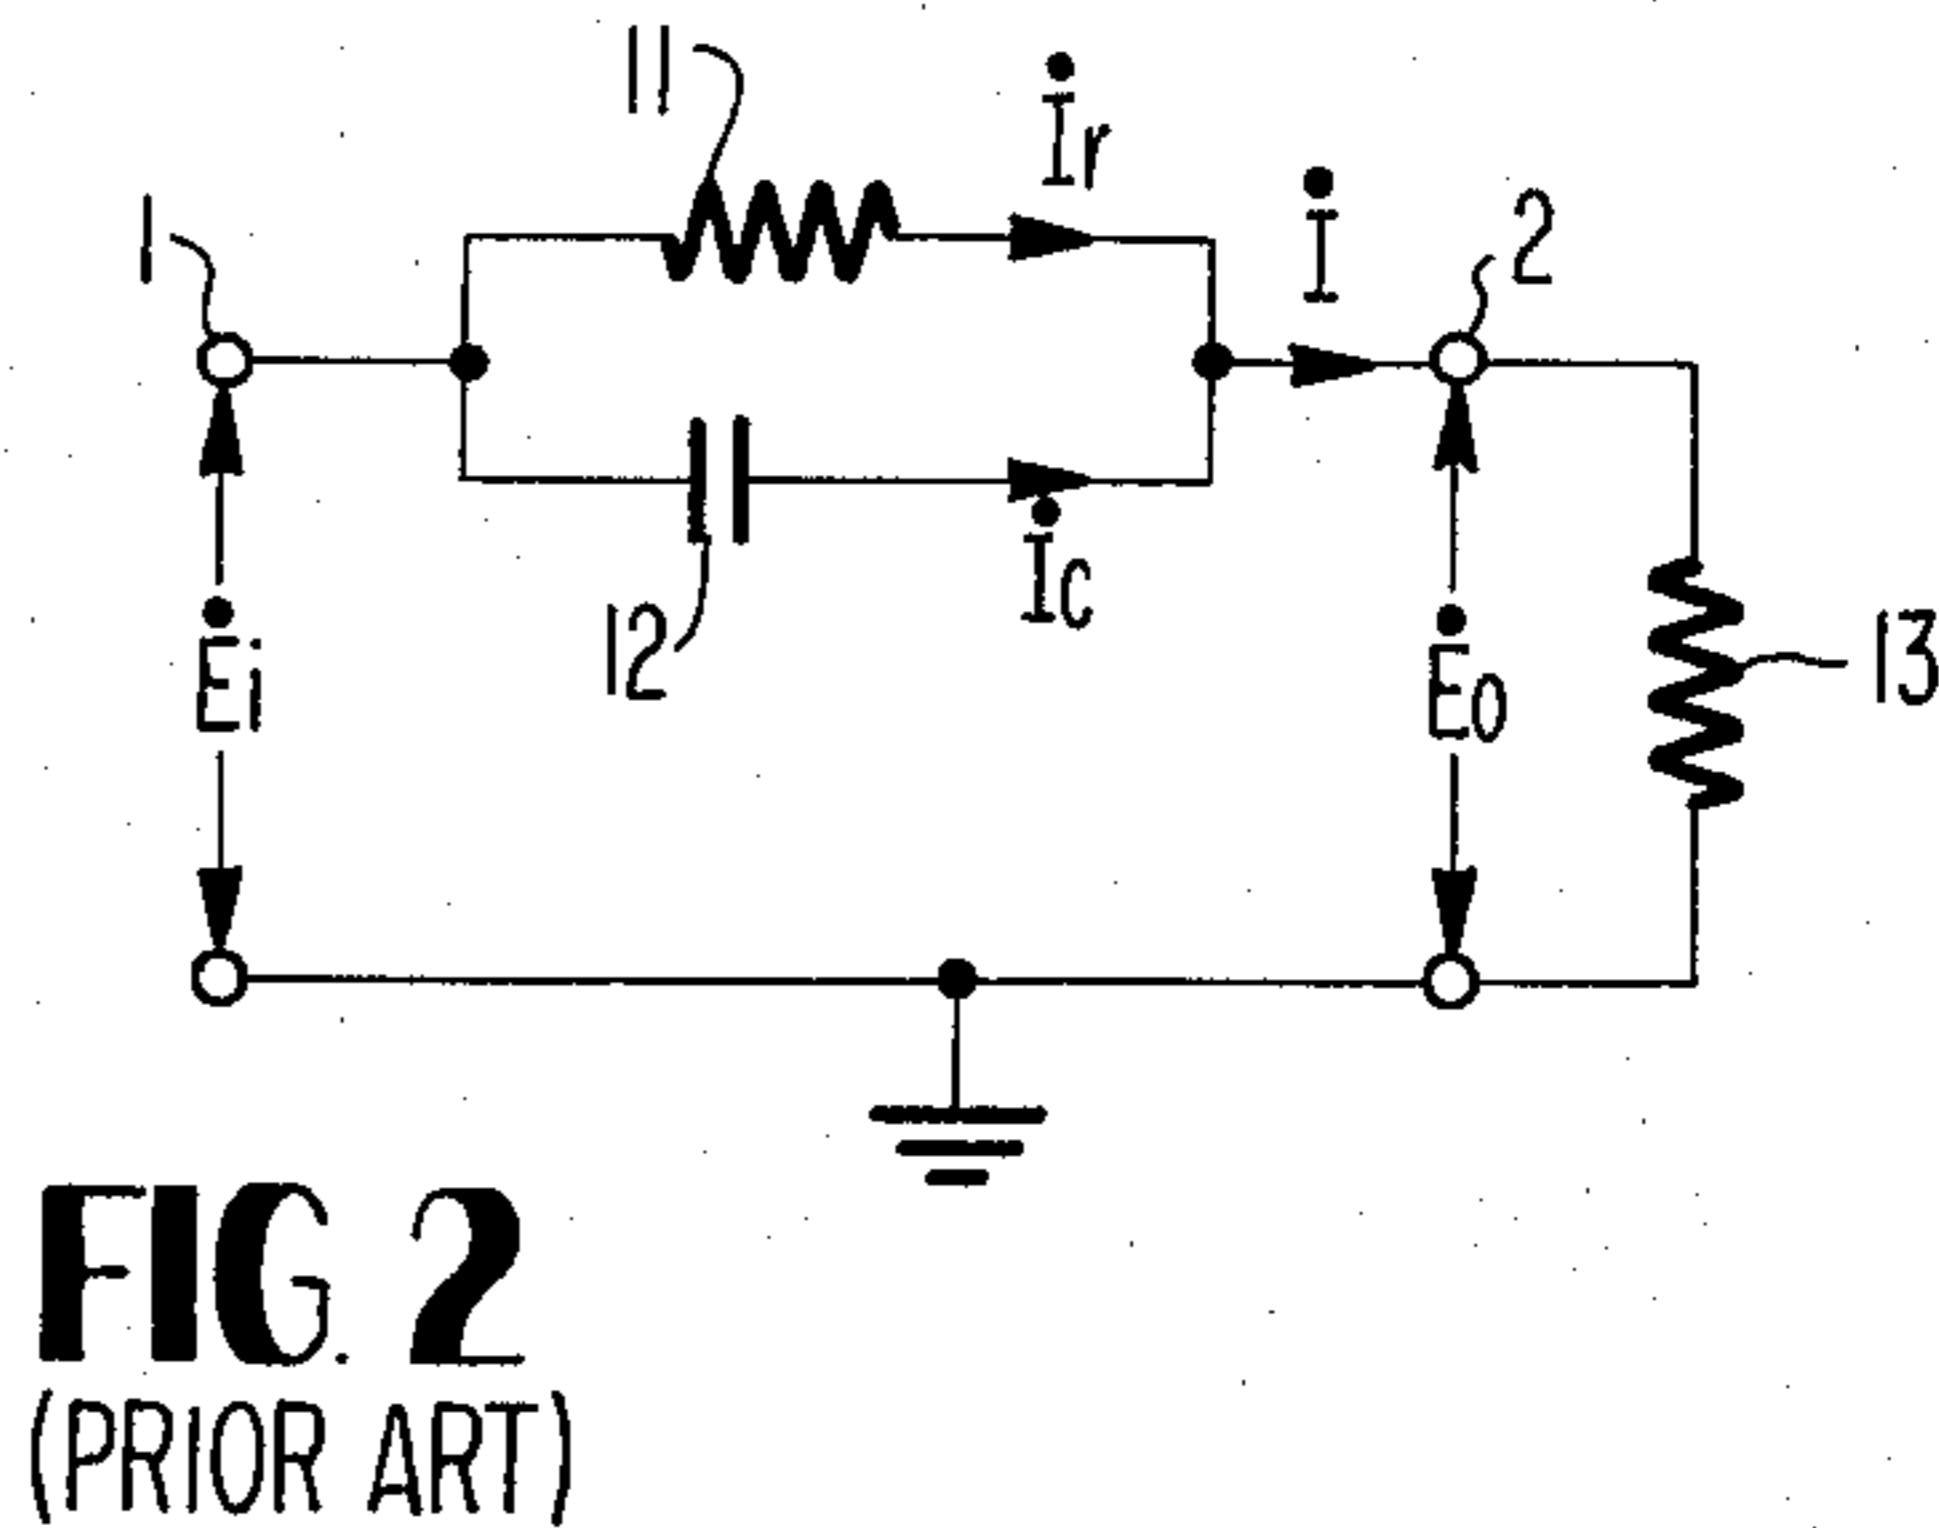 11
İr
İ
1
2
İc
12
Ėi
Ėo
13
FIG. 2
(PRIOR ART)